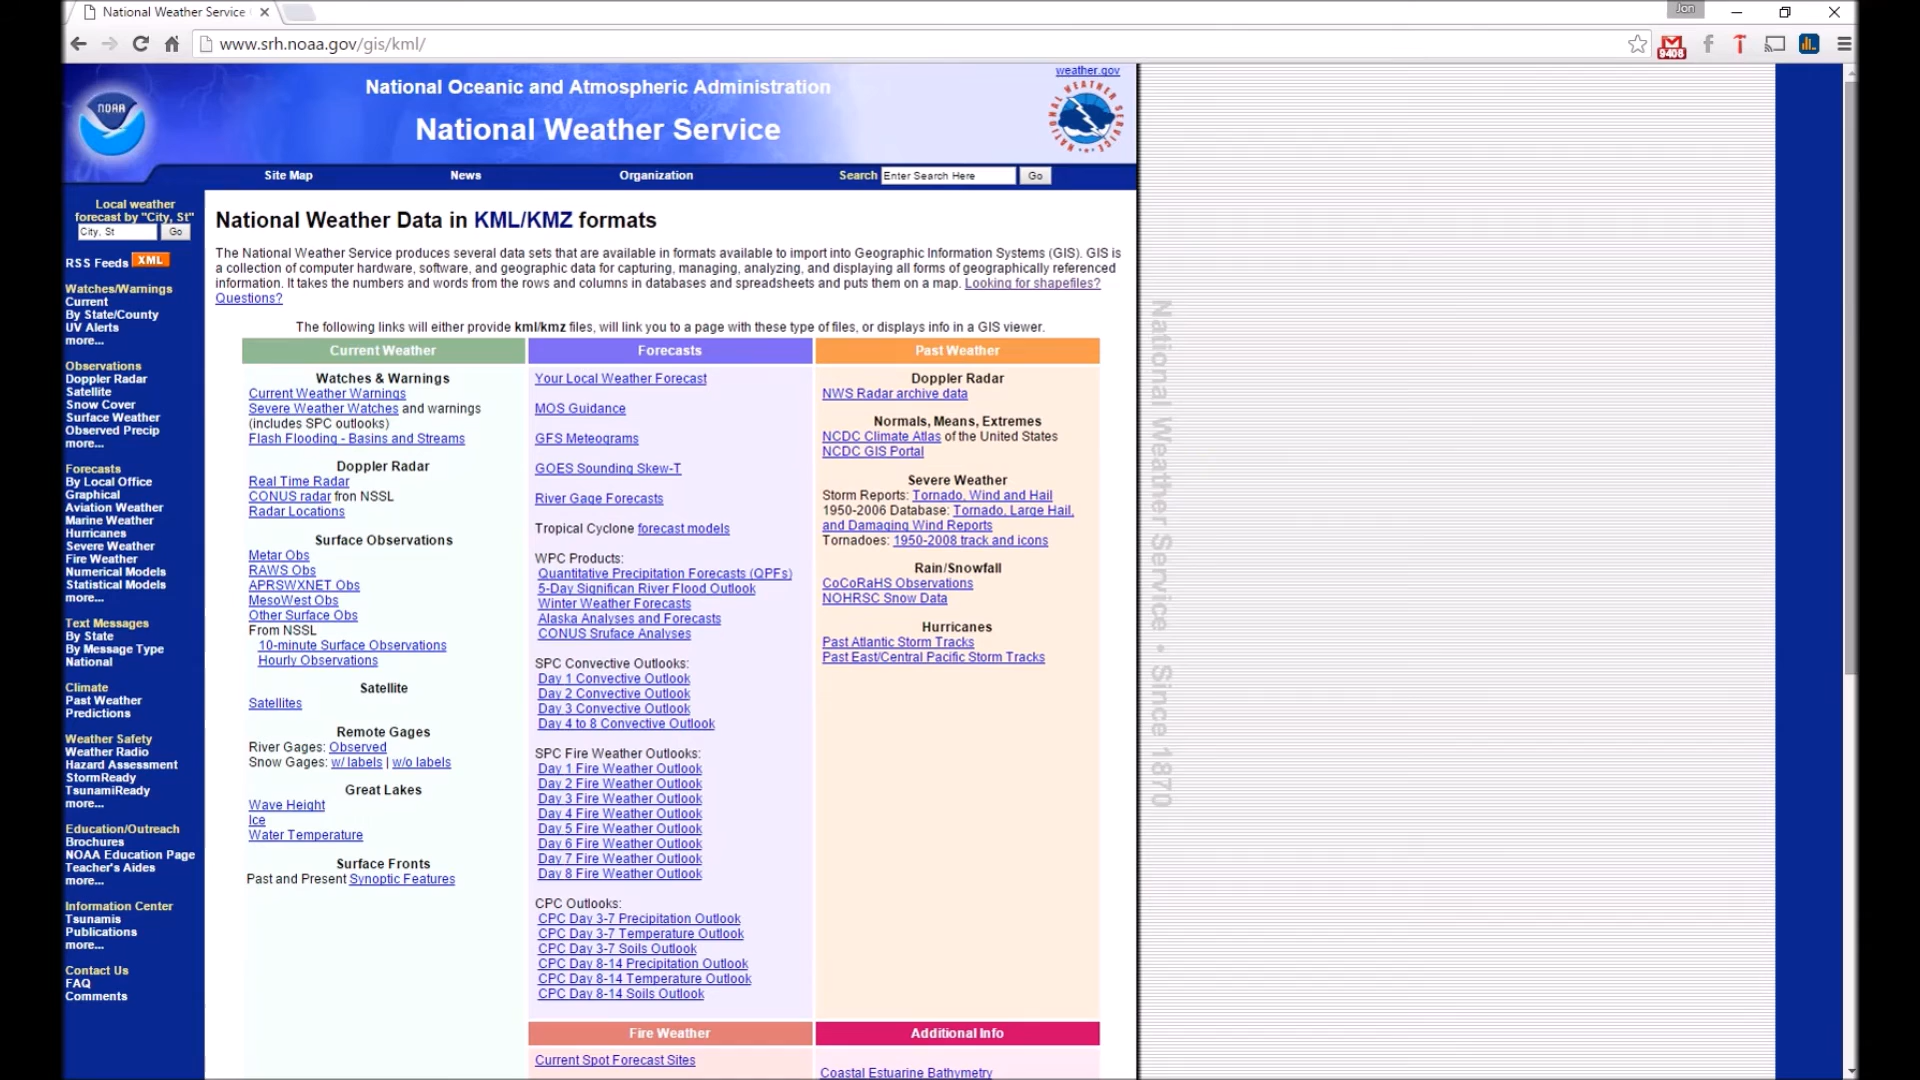 National Weather Service
Jon
www.srh.noaa.gov/gis/kml/
9408
NOAA
National Oceanic and Atmospheric Administration
National Weather Service
weather.gov
NATIONAL WEATHER SERVICE
Site Map
News
Organization
Search
Enter Search Here
Go
Local weather
forecast by "City, St"
City, St
Go
RSS Feeds XML
Watches/Warnings
Current
By State/County
UV Alerts
more...
Observations
Doppler Radar
Satellite
Snow Cover
Surface Weather
Observed Precip
more...
Forecasts
By Local Office
Graphical
Aviation Weather
Marine Weather
Hurricanes
Severe Weather
Fire Weather
Numerical Models
Statistical Models
more...
Text Messages
By State
By Message Type
National
Climate
Past Weather
Predictions
Weather Safety
Weather Radio
Hazard Assessment
StormReady
TsunamiReady
more...
Education/Outreach
Brochures
NOAA Education Page
Teacher's Aides
more...
Information Center
Tsunamis
Publications
more...
Contact Us
FAQ
Comments
National Weather Data in KML/KMZ formats
The National Weather Service produces several data sets that are available in formats available to import into Geographic Information Systems (GIS). GIS is
a collection of computer hardware, software, and geographic data for capturing, managing, analyzing, and displaying all forms of geographically referenced
information. It takes the numbers and words from the rows and columns in databases and spreadsheets and puts them on a map. Looking for shapefiles?
Questions?
The following links will either provide kml/kmz files, will link you to a page with these type of files, or displays info in a GIS viewer.
Current Weather
Watches & Warnings
Current Weather Warnings
Severe Weather Watches and warnings
(includes SPC outlooks)
Flash Flooding - Basins and Streams
Doppler Radar
Real Time Radar
CONUS radar fron NSSL
Radar Locations
Surface Observations
Metar Obs
RAWS Obs
APRSWXNET Obs
MesoWest Obs
Other Surface Obs
From NSSL
10-minute Surface Observations
Hourly Observations
Satellite
Satellites
Remote Gages
River Gages: Observed
Snow Gages: w/ labels | w/o labels
Great Lakes
Wave Height
Ice
Water Temperature
Surface Fronts
Past and Present Synoptic Features
Forecasts
Your Local Weather Forecast
MOS Guidance
GFS Meteograms
GOES Sounding Skew-T
River Gage Forecasts
Tropical Cyclone forecast models
WPC Products:
Quantitative Precipitation Forecasts (QPFs)
5-Day Significan River Flood Outlook
Winter Weather Forecasts
Alaska Analyses and Forecasts
CONUS Sruface Analyses
SPC Convective Outlooks:
Day 1 Convective Outlook
Day 2 Convective Outlook
Day 3 Convective Outlook
Day 4 to 8 Convective Outlook
SPC Fire Weather Outlooks:
Day 1 Fire Weather Outlook
Day 2 Fire Weather Outlook
Day 3 Fire Weather Outlook
Day 4 Fire Weather Outlook
Day 5 Fire Weather Outlook
Day 6 Fire Weather Outlook
Day 7 Fire Weather Outlook
Day 8 Fire Weather Outlook
CPC Outlooks:
CPC Day 3-7 Precipitation Outlook
CPC Day 3-7 Temperature Outlook
CPC Day 3-7 Soils Outlook
CPC Day 8-14 Precipitation Outlook
CPC Day 8-14 Temperature Outlook
CPC Day 8-14 Soils Outlook
Fire Weather
Current Spot Forecast Sites
Past Weather
Doppler Radar
NWS Radar archive data
Normals, Means, Extremes
NCDC Climate Atlas of the United States
NCDC GIS Portal
Severe Weather
Storm Reports: Tornado, Wind and Hail
1950-2006 Database: Tornado, Large Hail,
and Damaging Wind Reports
Tornadoes: 1950-2008 track and icons
Rain/Snowfall
CoCoRaHS Observations
NOHRSC Snow Data
Hurricanes
Past Atlantic Storm Tracks
Past East/Central Pacific Storm Tracks
Additional Info
Coastal Estuarine Bathymetry
National Weather Service • Since 1870